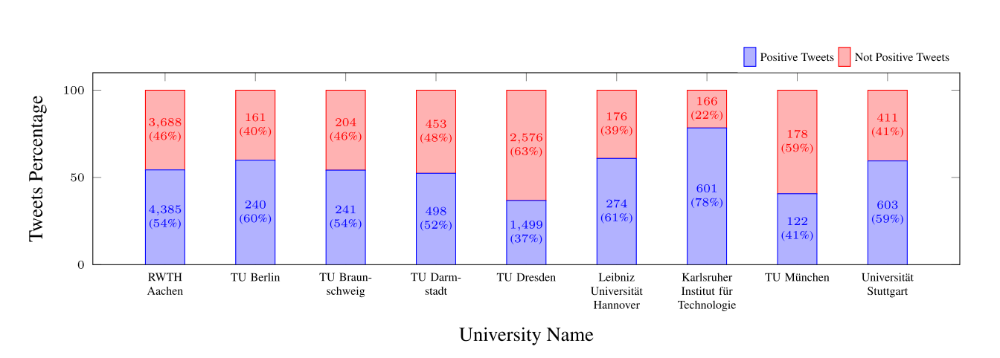 Positive Tweets Not Positive Tweets
Tweets Percentage
100
50
0
3,688
(46%)
4,385
(54%)
161
(40%)
240
(60%)
204
(46%)
241
(54%)
453
(48%)
498
(52%)
2,576
(63%)
1,499
(37%)
176
(39%)
274
(61%)
166
(22%)
601
(78%)
178
(59%)
122
(41%)
411
(41%)
603
(59%)
RWTH
Aachen
TU Berlin
TU Braun-
schweig
TU Darm-
stadt
TU Dresden
Leibniz
Universität
Hannover
Karlsruher
Institut für
Technologie
TU München
Universität
Stuttgart
University Name